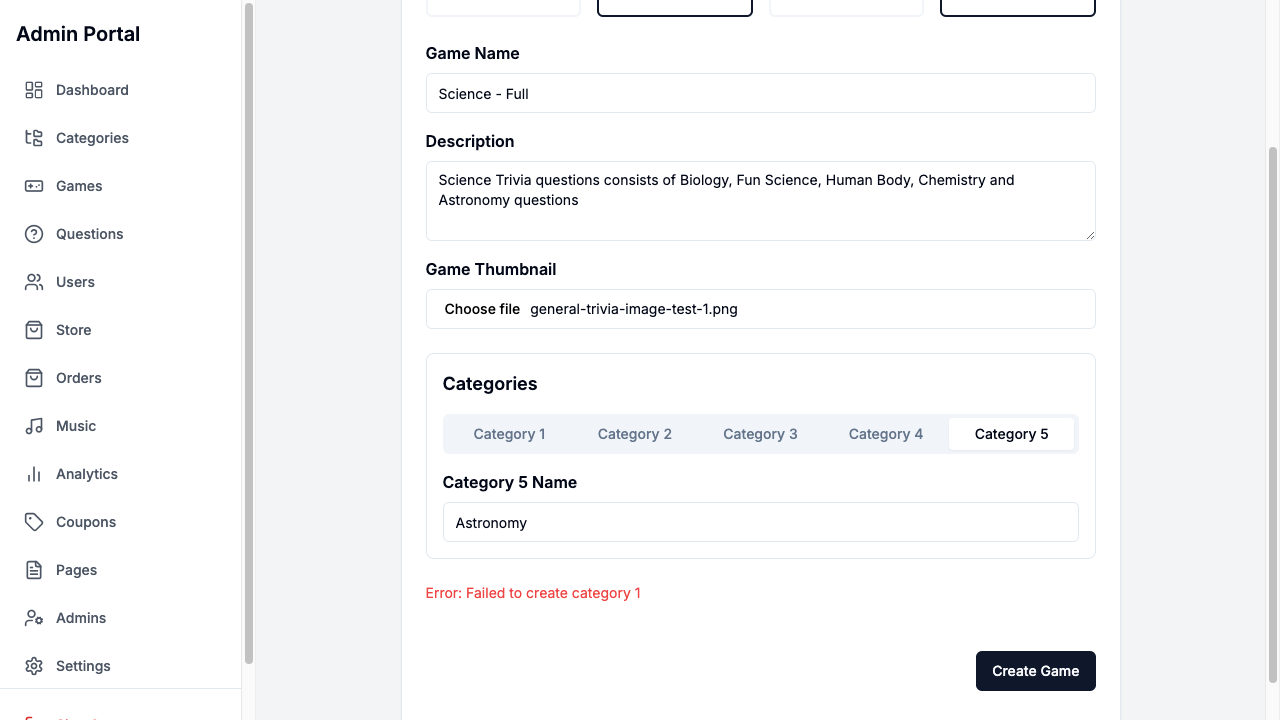 Admin Portal
Dashboard
Categories
Games
Questions
Users
Store
Orders
Music
Analytics
Coupons
Pages
Admins
Settings
Game Name
Science - Full
Description
Science Trivia questions consists of Biology, Fun Science, Human Body, Chemistry and
Astronomy questions
Game Thumbnail
Choose file general-trivia-image-test-1.png
Categories
Category 1 Category 2 Category 3 Category 4 Category 5
Category 5 Name
Astronomy
Error: Failed to create category 1
Create Game